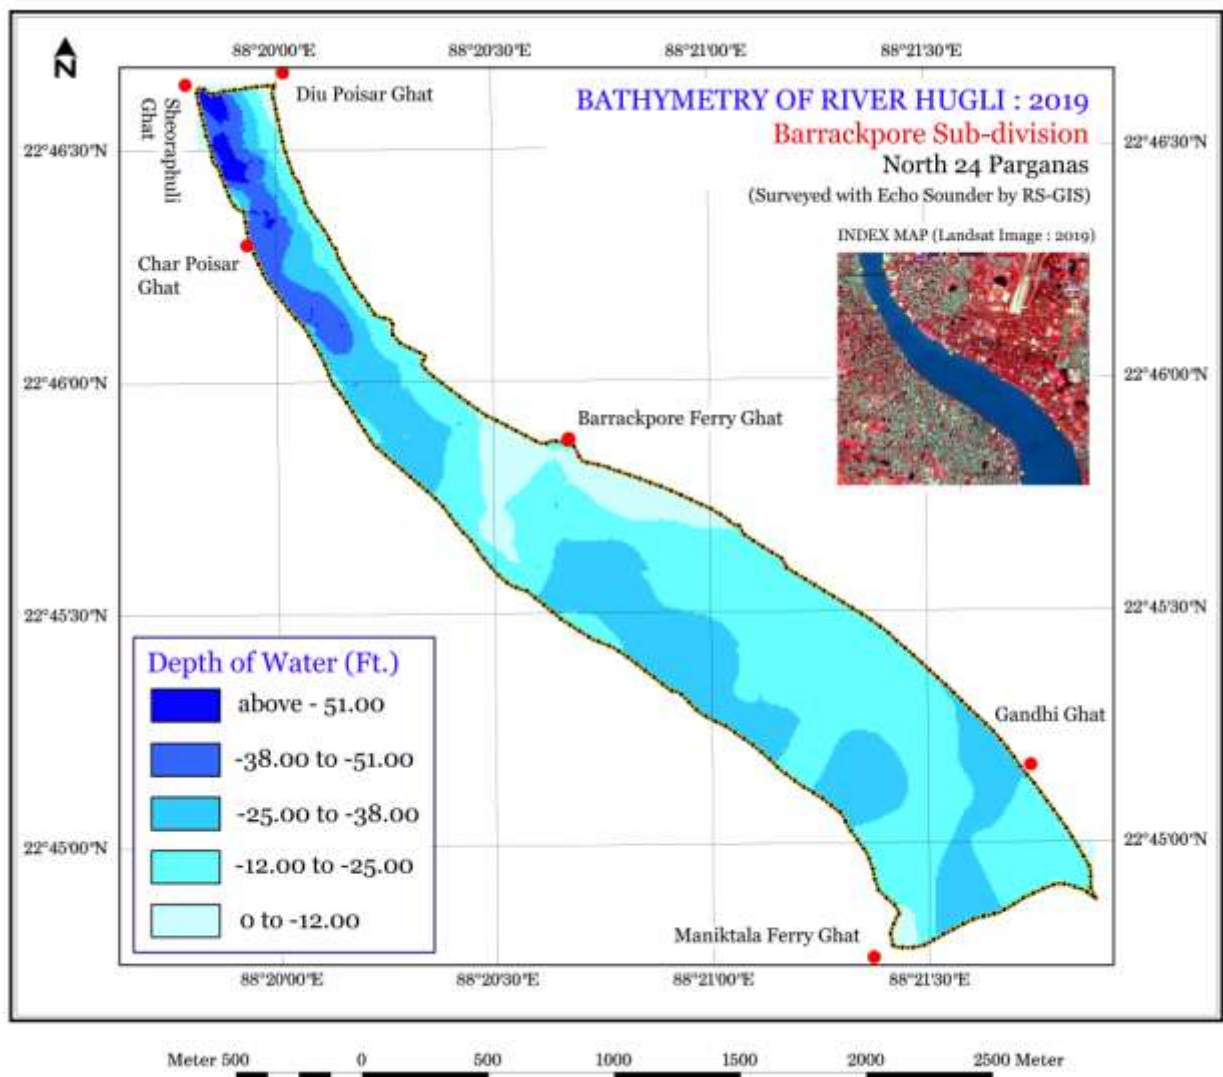 88°20'00"E 88°20'30"E 88°21'00"E 88°21'30"E
N
Diu Poisar Ghat
Sheoraphuli
Ghat
BATHYMETRY OF RIVER HUGLI : 2019
Barrackpore Sub-division
North 24 Parganas
(Surveyed with Echo Sounder by RS-GIS)
22°46'30"N 22°46'30"N
INDEX MAP (Landsat Image : 2019)
Char Poisar
Ghat
22°46'00"N 22°46'00"N
Barrackpore Ferry Ghat
22°45'30"N 22°45'30"N
Depth of Water (Ft.)
above - 51.00
-38.00 to -51.00
-25.00 to -38.00
-12.00 to -25.00
0 to -12.00
Gandhi Ghat
22°45'00"N 22°45'00"N
Maniktala Ferry Ghat
88°20'00"E 88°20'30"E 88°21'00"E 88°21'30"E
Meter 500 0 500 1000 1500 2000 2500 Meter